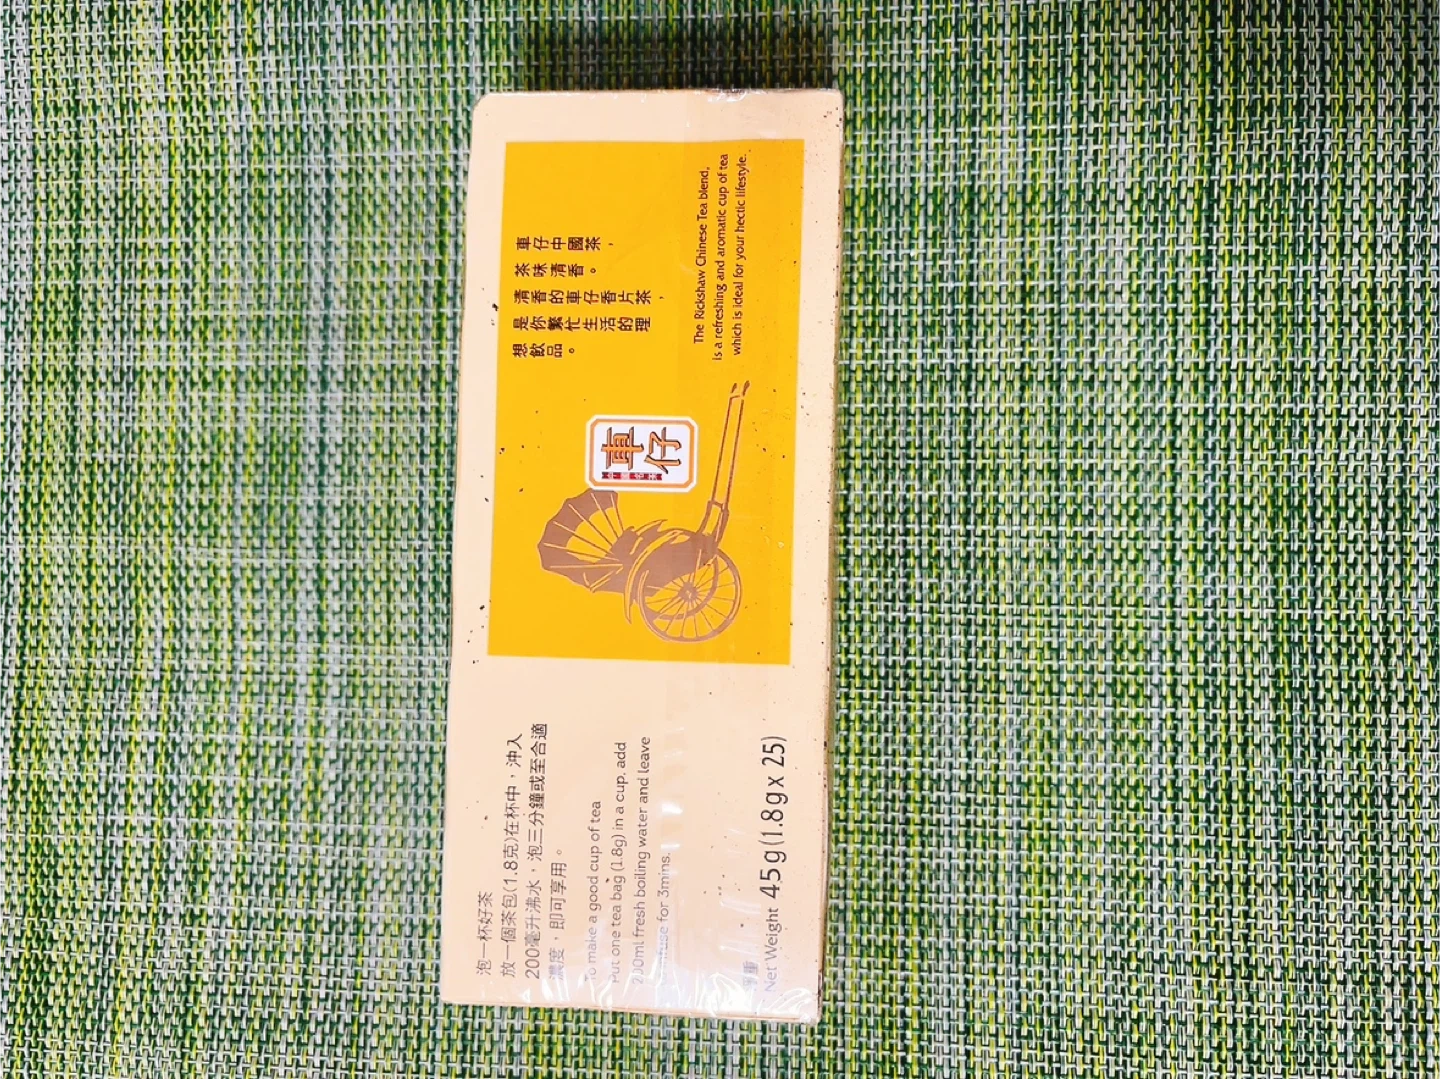 泡一杯好茶
放一個茶包(1.8克)在杯中，沖入
200毫升沸水，泡三分鐘或至合適
濃度，即可享用。
To make a good cup of tea
Put one tea bag (1.8g) in a cup, add
200ml fresh boiling water and leave
to infuse for 3mins.
淨重
Net Weight 45g (1.8g x 25)
車仔
車仔中國茶，
茶味清香。
清香的車仔香片茶，
是你繁忙生活的理
想飲品。
The Rickshaw Chinese Tea blend,
is a refreshing and aromatic cup of tea
which is ideal for your hectic lifestyle.